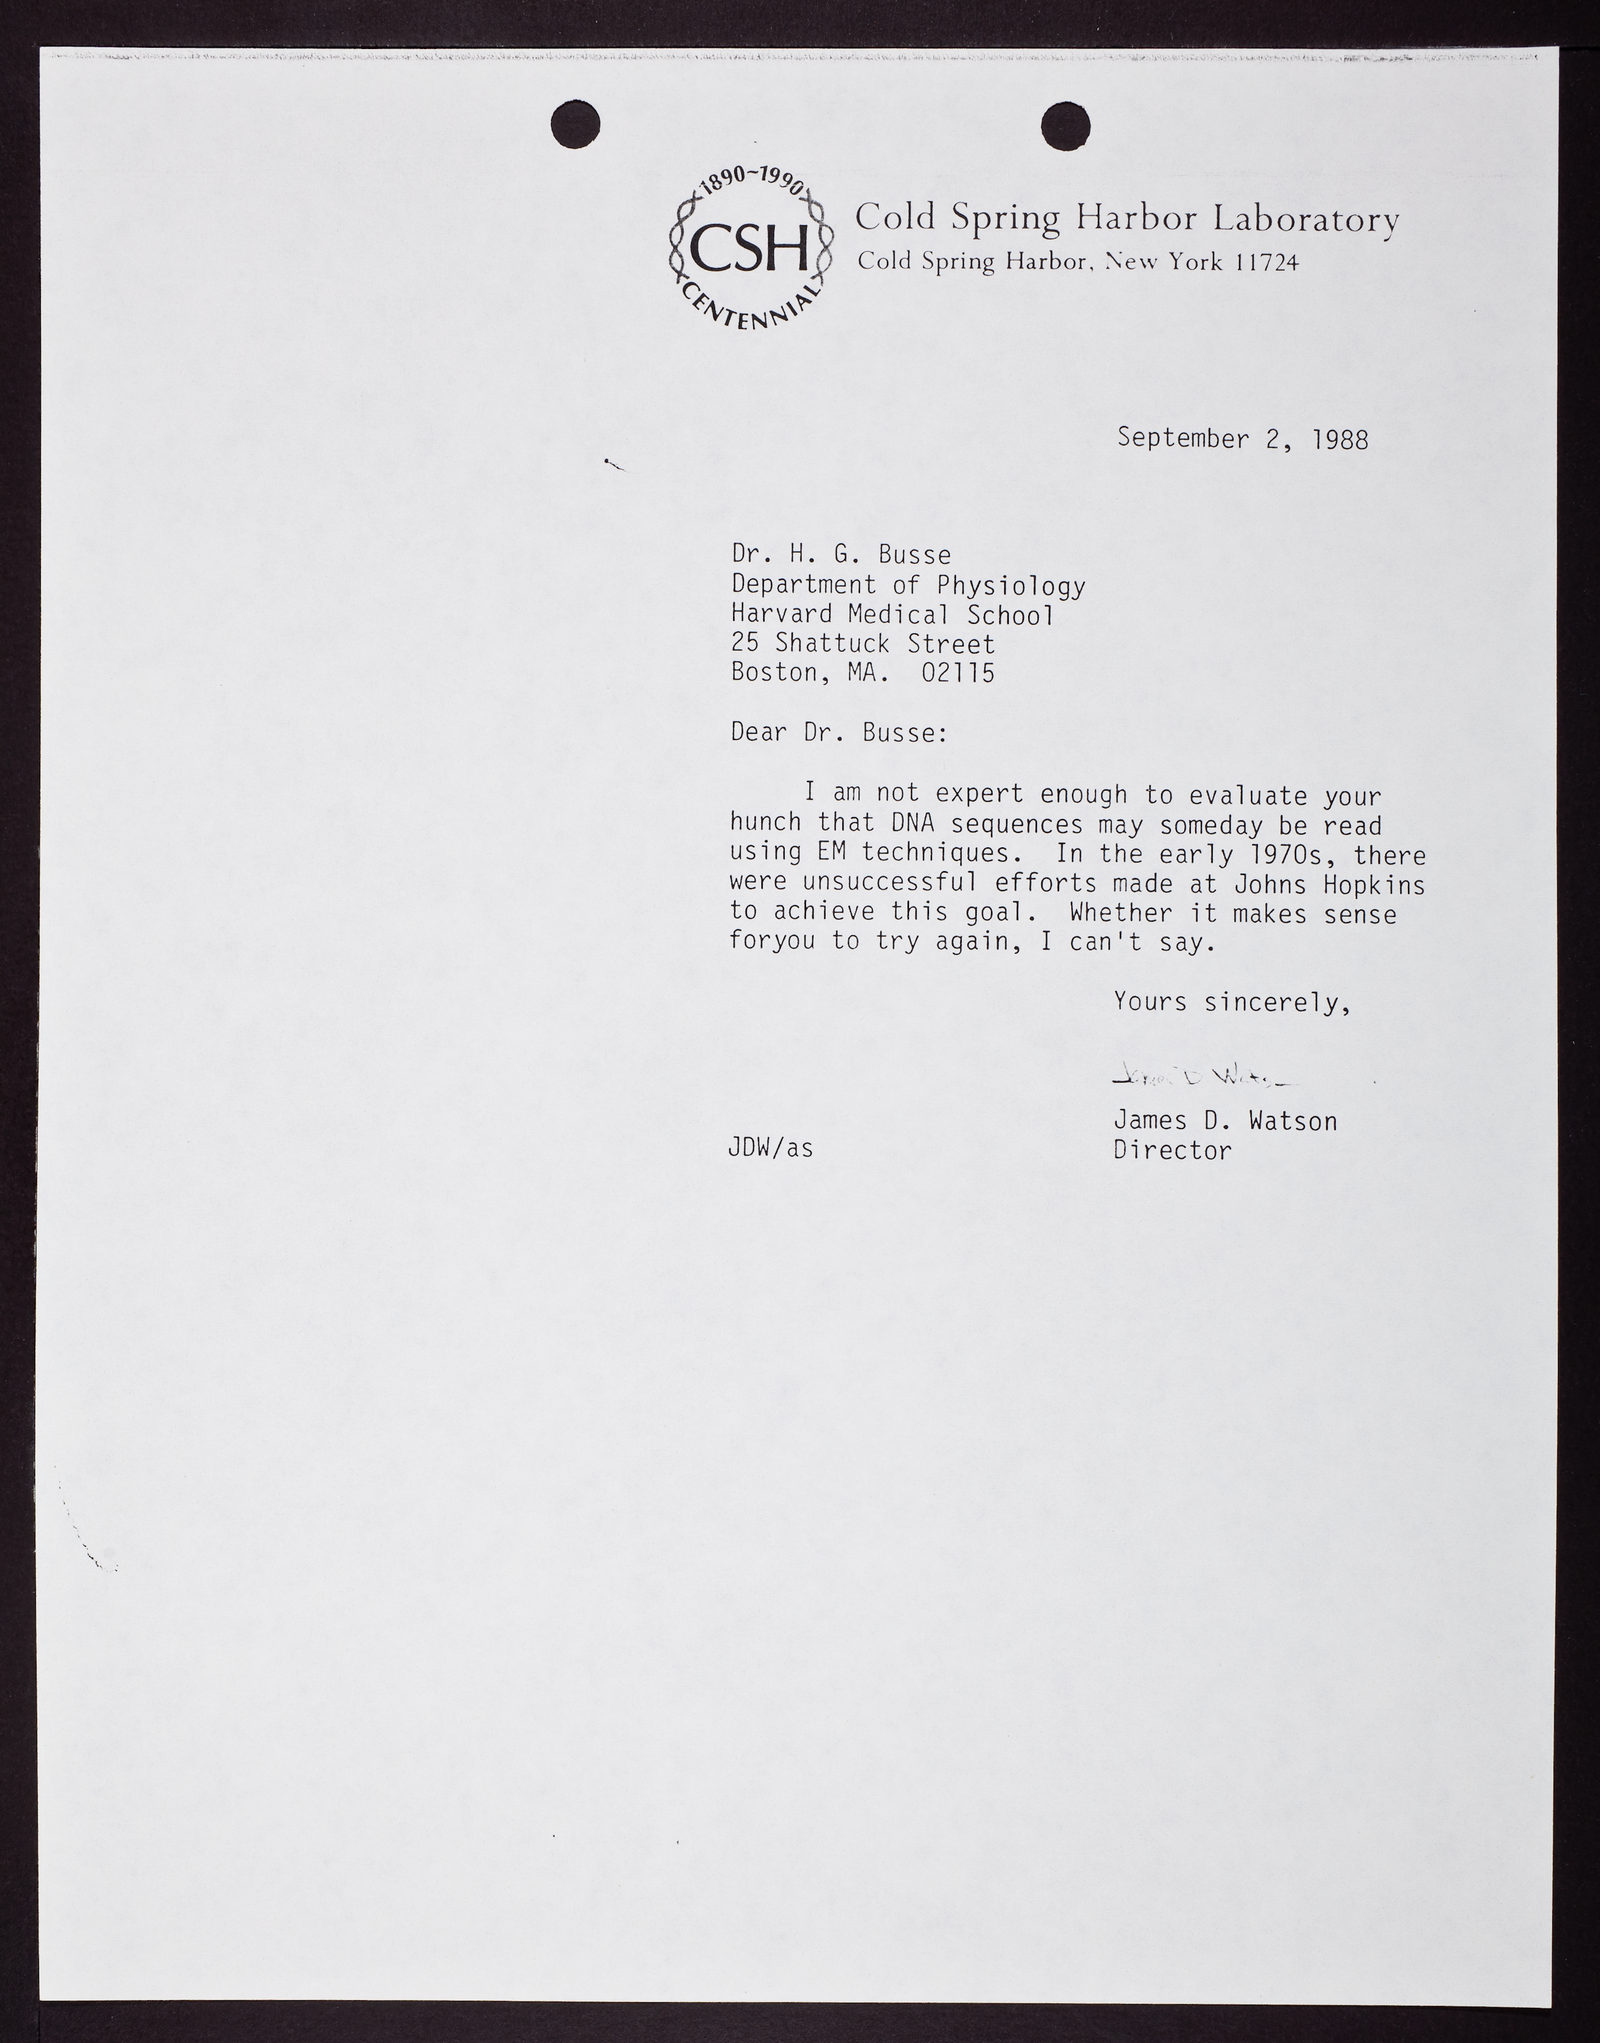 1890~1990
CSH
CENTENNIAL
Cold Spring Harbor Laboratory
Cold Spring Harbor, New York 11724
September 2, 1988
Dr. H. G. Busse
Department of Physiology
Harvard Medical School
25 Shattuck Street
Boston, MA.  02115
Dear Dr. Busse:
I am not expert enough to evaluate your
hunch that DNA sequences may someday be read
using EM techniques.  In the early 1970s, there
were unsuccessful efforts made at Johns Hopkins
to achieve this goal.  Whether it makes sense
foryou to try again, I can't say.
Yours sincerely,
James D Watson
James D. Watson
JDW/as
Director